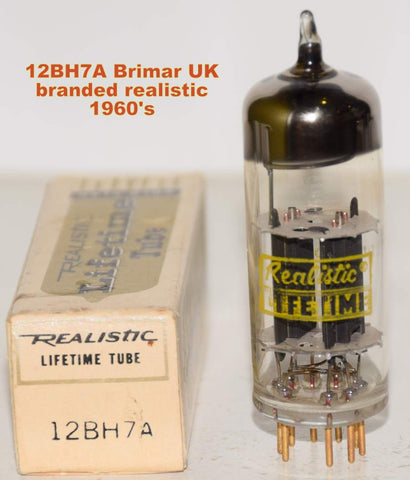 12BH7A Brimar UK
branded realistic
1960's
REALISTIC
Lifetime
Tube
REALISTIC
LIFETIME TUBE
12BH7A
Realistic
LIFETIME